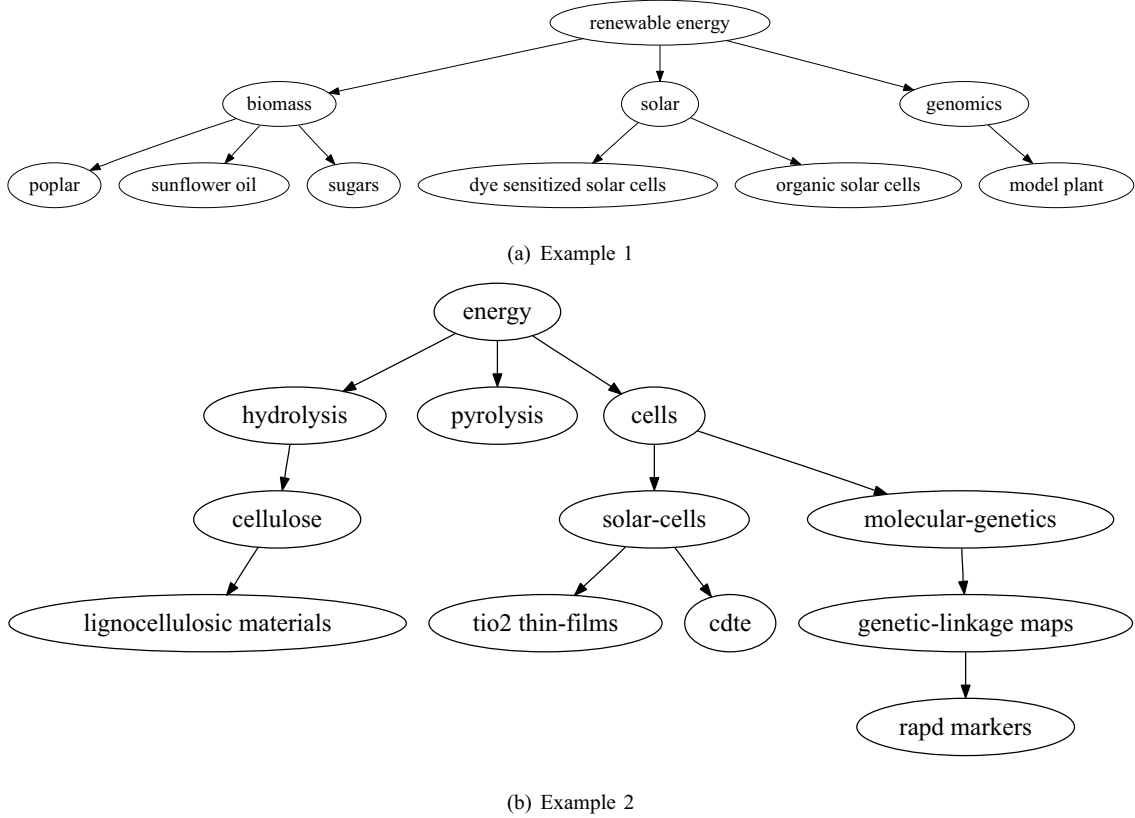 renewable energy
biomass solar genomics
poplar sunflower oil sugars dye sensitized solar cells organic solar cells model plant
(a) Example 1
energy
hydrolysis pyrolysis cells
cellulose solar-cells molecular-genetics
lignocellulosic materials tio2 thin-films cdte genetic-linkage maps
rapd markers
(b) Example 2